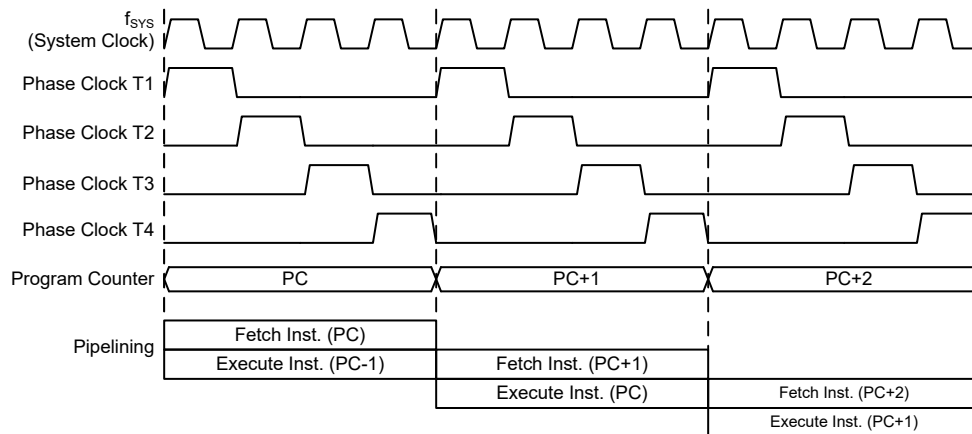 fSYS
(System Clock)
Phase Clock T1
Phase Clock T2
Phase Clock T3
Phase Clock T4
Program Counter PC PC+1 PC+2
Pipelining
Fetch Inst. (PC)
Execute Inst. (PC-1) Fetch Inst. (PC+1)
Execute Inst. (PC) Fetch Inst. (PC+2)
Execute Inst. (PC+1)